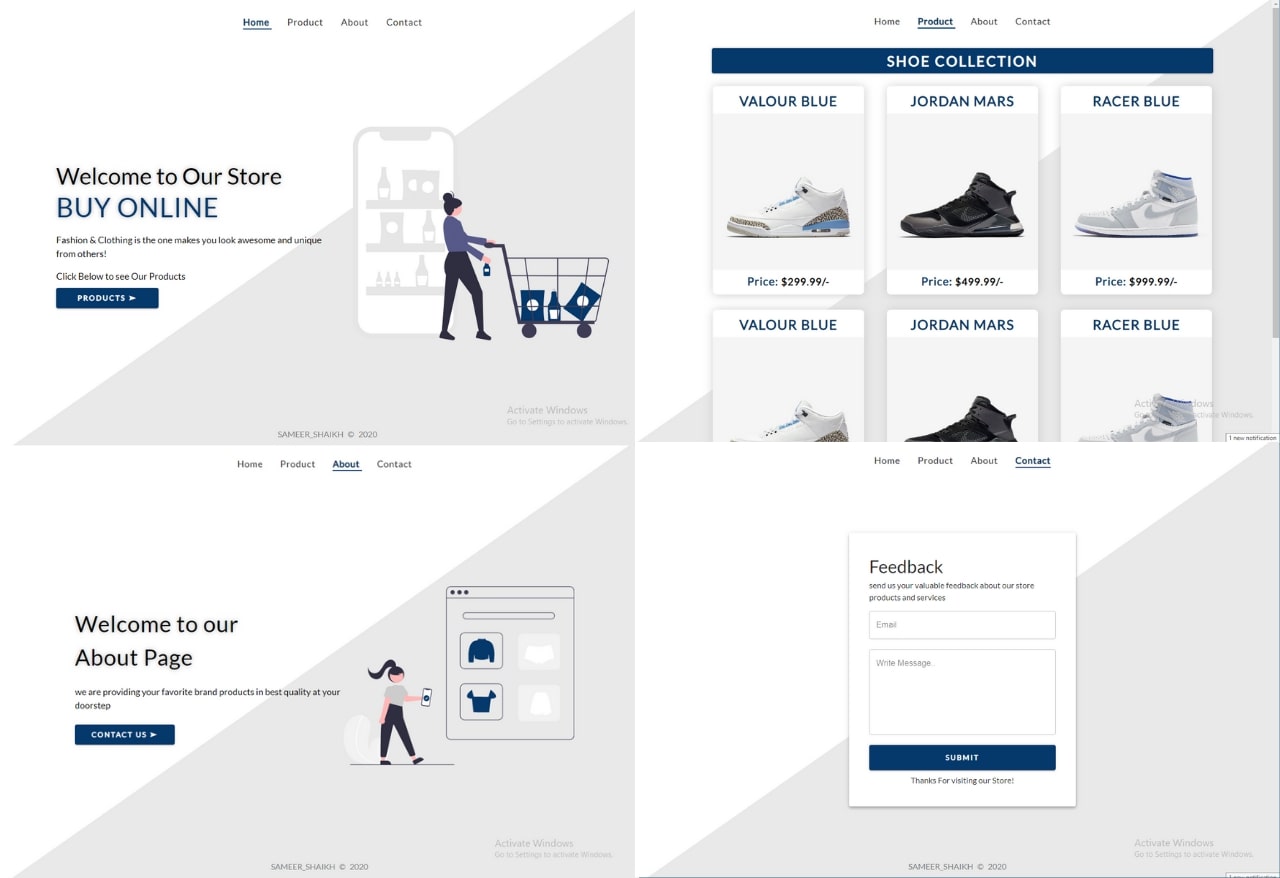 Home Product About Contact
Welcome to Our Store
BUY ONLINE
Fashion & Clothing is the one makes you look awesome and unique
from others!
Click Below to see Our Products
PRODUCTS ➤
Activate Windows
Go to Settings to activate Windows.
SAMEER_SHAIKH © 2020
Home Product About Contact
SHOE COLLECTION
VALOUR BLUE JORDAN MARS RACER BLUE
Price: $299.99/- Price: $499.99/- Price: $999.99/-
VALOUR BLUE JORDAN MARS RACER BLUE
Activate Windows
Go to Settings to activate Windows.
1 new notification
Home Product About Contact
Welcome to our
About Page
we are providing your favorite brand products in best quality at your
doorstep
CONTACT US ➤
Activate Windows
Go to Settings to activate Windows.
SAMEER_SHAIKH © 2020
Home Product About Contact
Feedback
send us your valuable feedback about our store
products and services
Email
Write Message
SUBMIT
Thanks For visiting our Store!
Activate Windows
Go to Settings to activate Windows.
SAMEER_SHAIKH © 2020
1 new notification